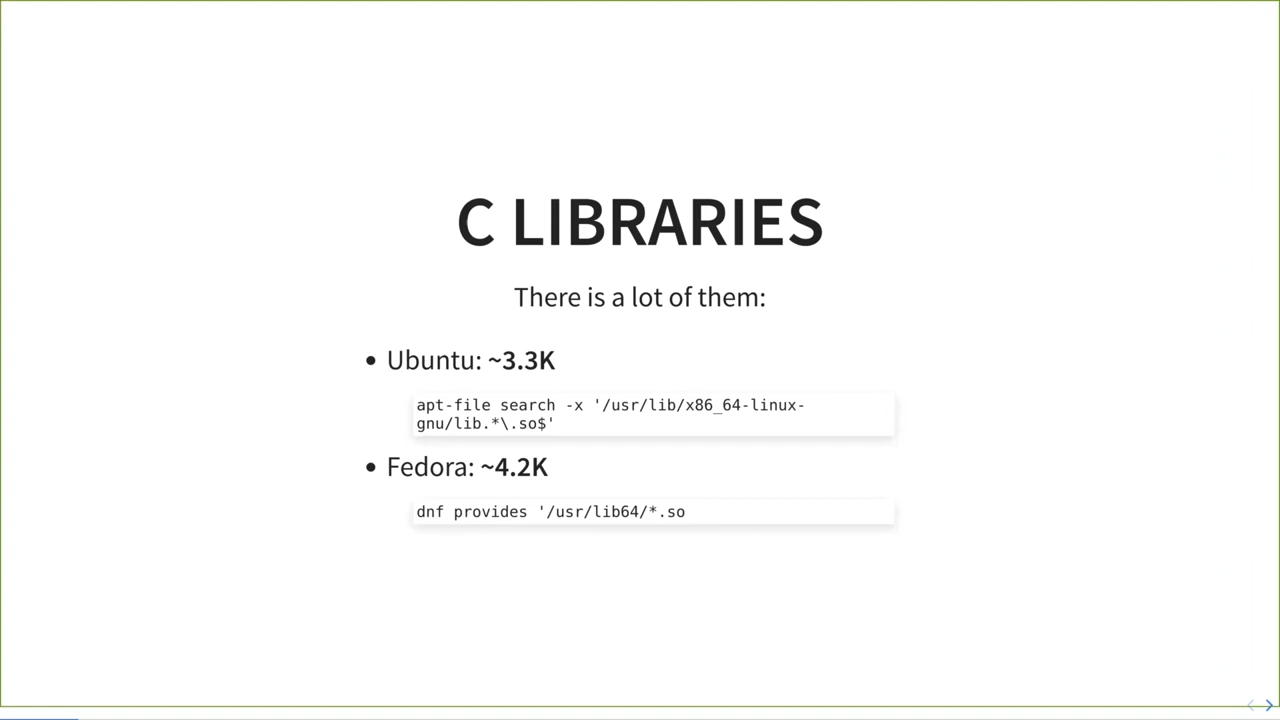 C LIBRARIES
There is a lot of them:
• Ubuntu: ~3.3K
apt-file search -x '/usr/lib/x86_64-linux-
gnu/lib.*\.so$'
• Fedora: ~4.2K
dnf provides '/usr/lib64/*.so